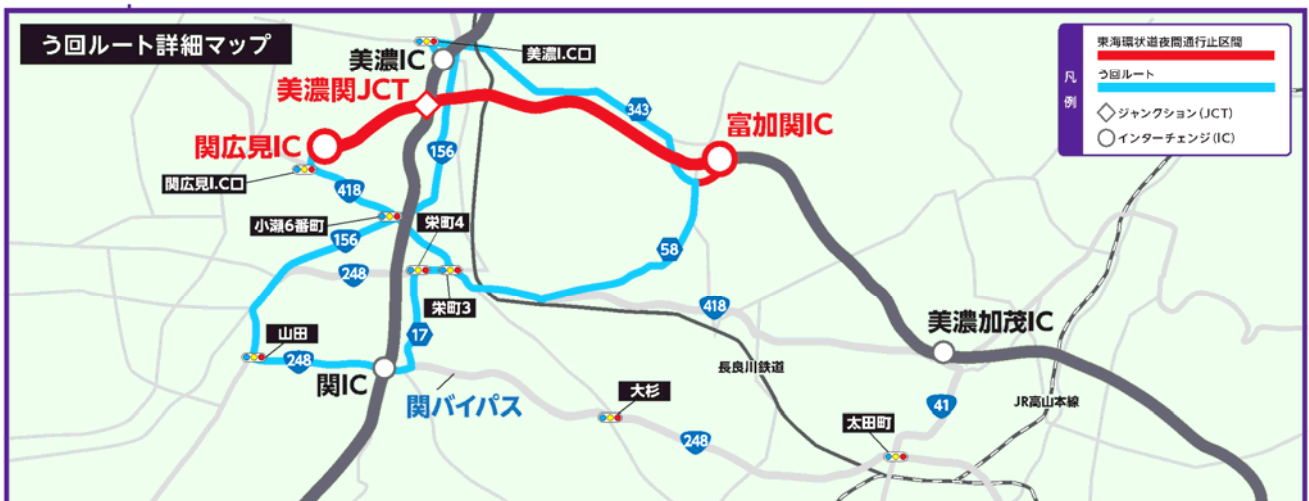 う回ルート詳細マップ
凡例
東海環状道夜間通行止区間
う回ルート
ジャンクション(JCT)
インターチェンジ(IC)
美濃IC
美濃I.C口
美濃関JCT
343
富加関IC
関広見IC
156
関広見I.C口
418
小瀬6番町
栄町4
156
248
58
栄町3
418
山田
17
美濃加茂IC
248
関IC
長良川鉄道
関バイパス
大杉
41
JR高山本線
太田町
248